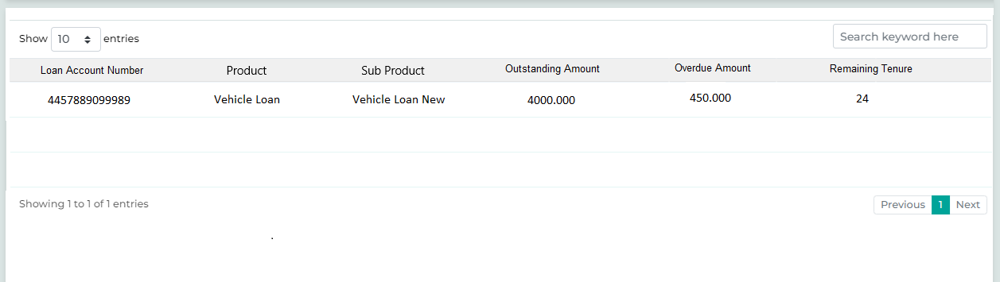 Show 10 entries
Search keyword here
Loan Account Number Product Sub Product Outstanding Amount Overdue Amount Remaining Tenure
4457889099989 Vehicle Loan Vehicle Loan New 4000.000 450.000 24
Showing 1 to 1 of 1 entries
Previous 1 Next
.